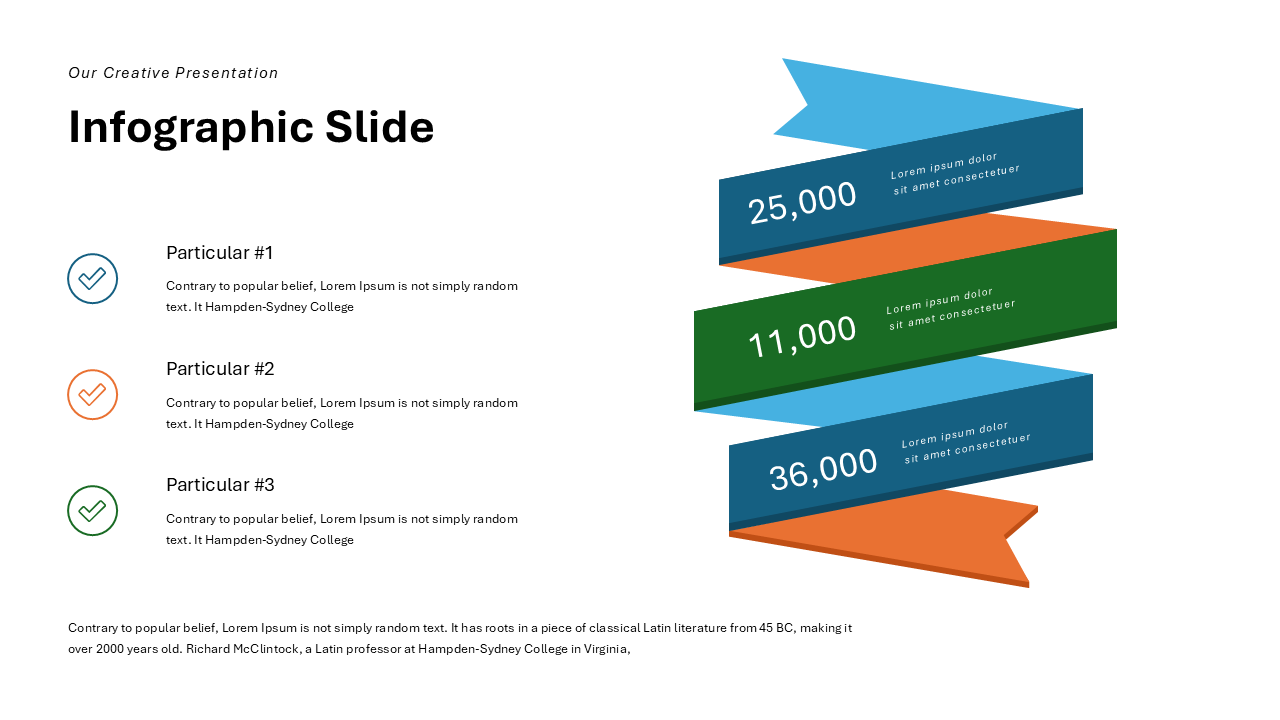 Our Creative Presentation
Infographic Slide
Particular #1
Contrary to popular belief, Lorem Ipsum is not simply random
text. It Hampden-Sydney College
Particular #2
Contrary to popular belief, Lorem Ipsum is not simply random
text. It Hampden-Sydney College
Particular #3
Contrary to popular belief, Lorem Ipsum is not simply random
text. It Hampden-Sydney College
25,000
Lorem ipsum dolor
sit amet consectetuer
11,000
Lorem ipsum dolor
sit amet consectetuer
36,000
Lorem ipsum dolor
sit amet consectetuer
Contrary to popular belief, Lorem Ipsum is not simply random text. It has roots in a piece of classical Latin literature from 45 BC, making it
over 2000 years old. Richard McClintock, a Latin professor at Hampden-Sydney College in Virginia,